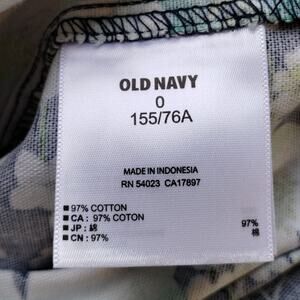 OLD NAVY
0
155/76A
MADE IN INDONESIA
RN 54023 CA17897
■ 97% COTTON
■ CA : 97% COTON
■ JP : 綿
■ CN : 97%
97%
棉